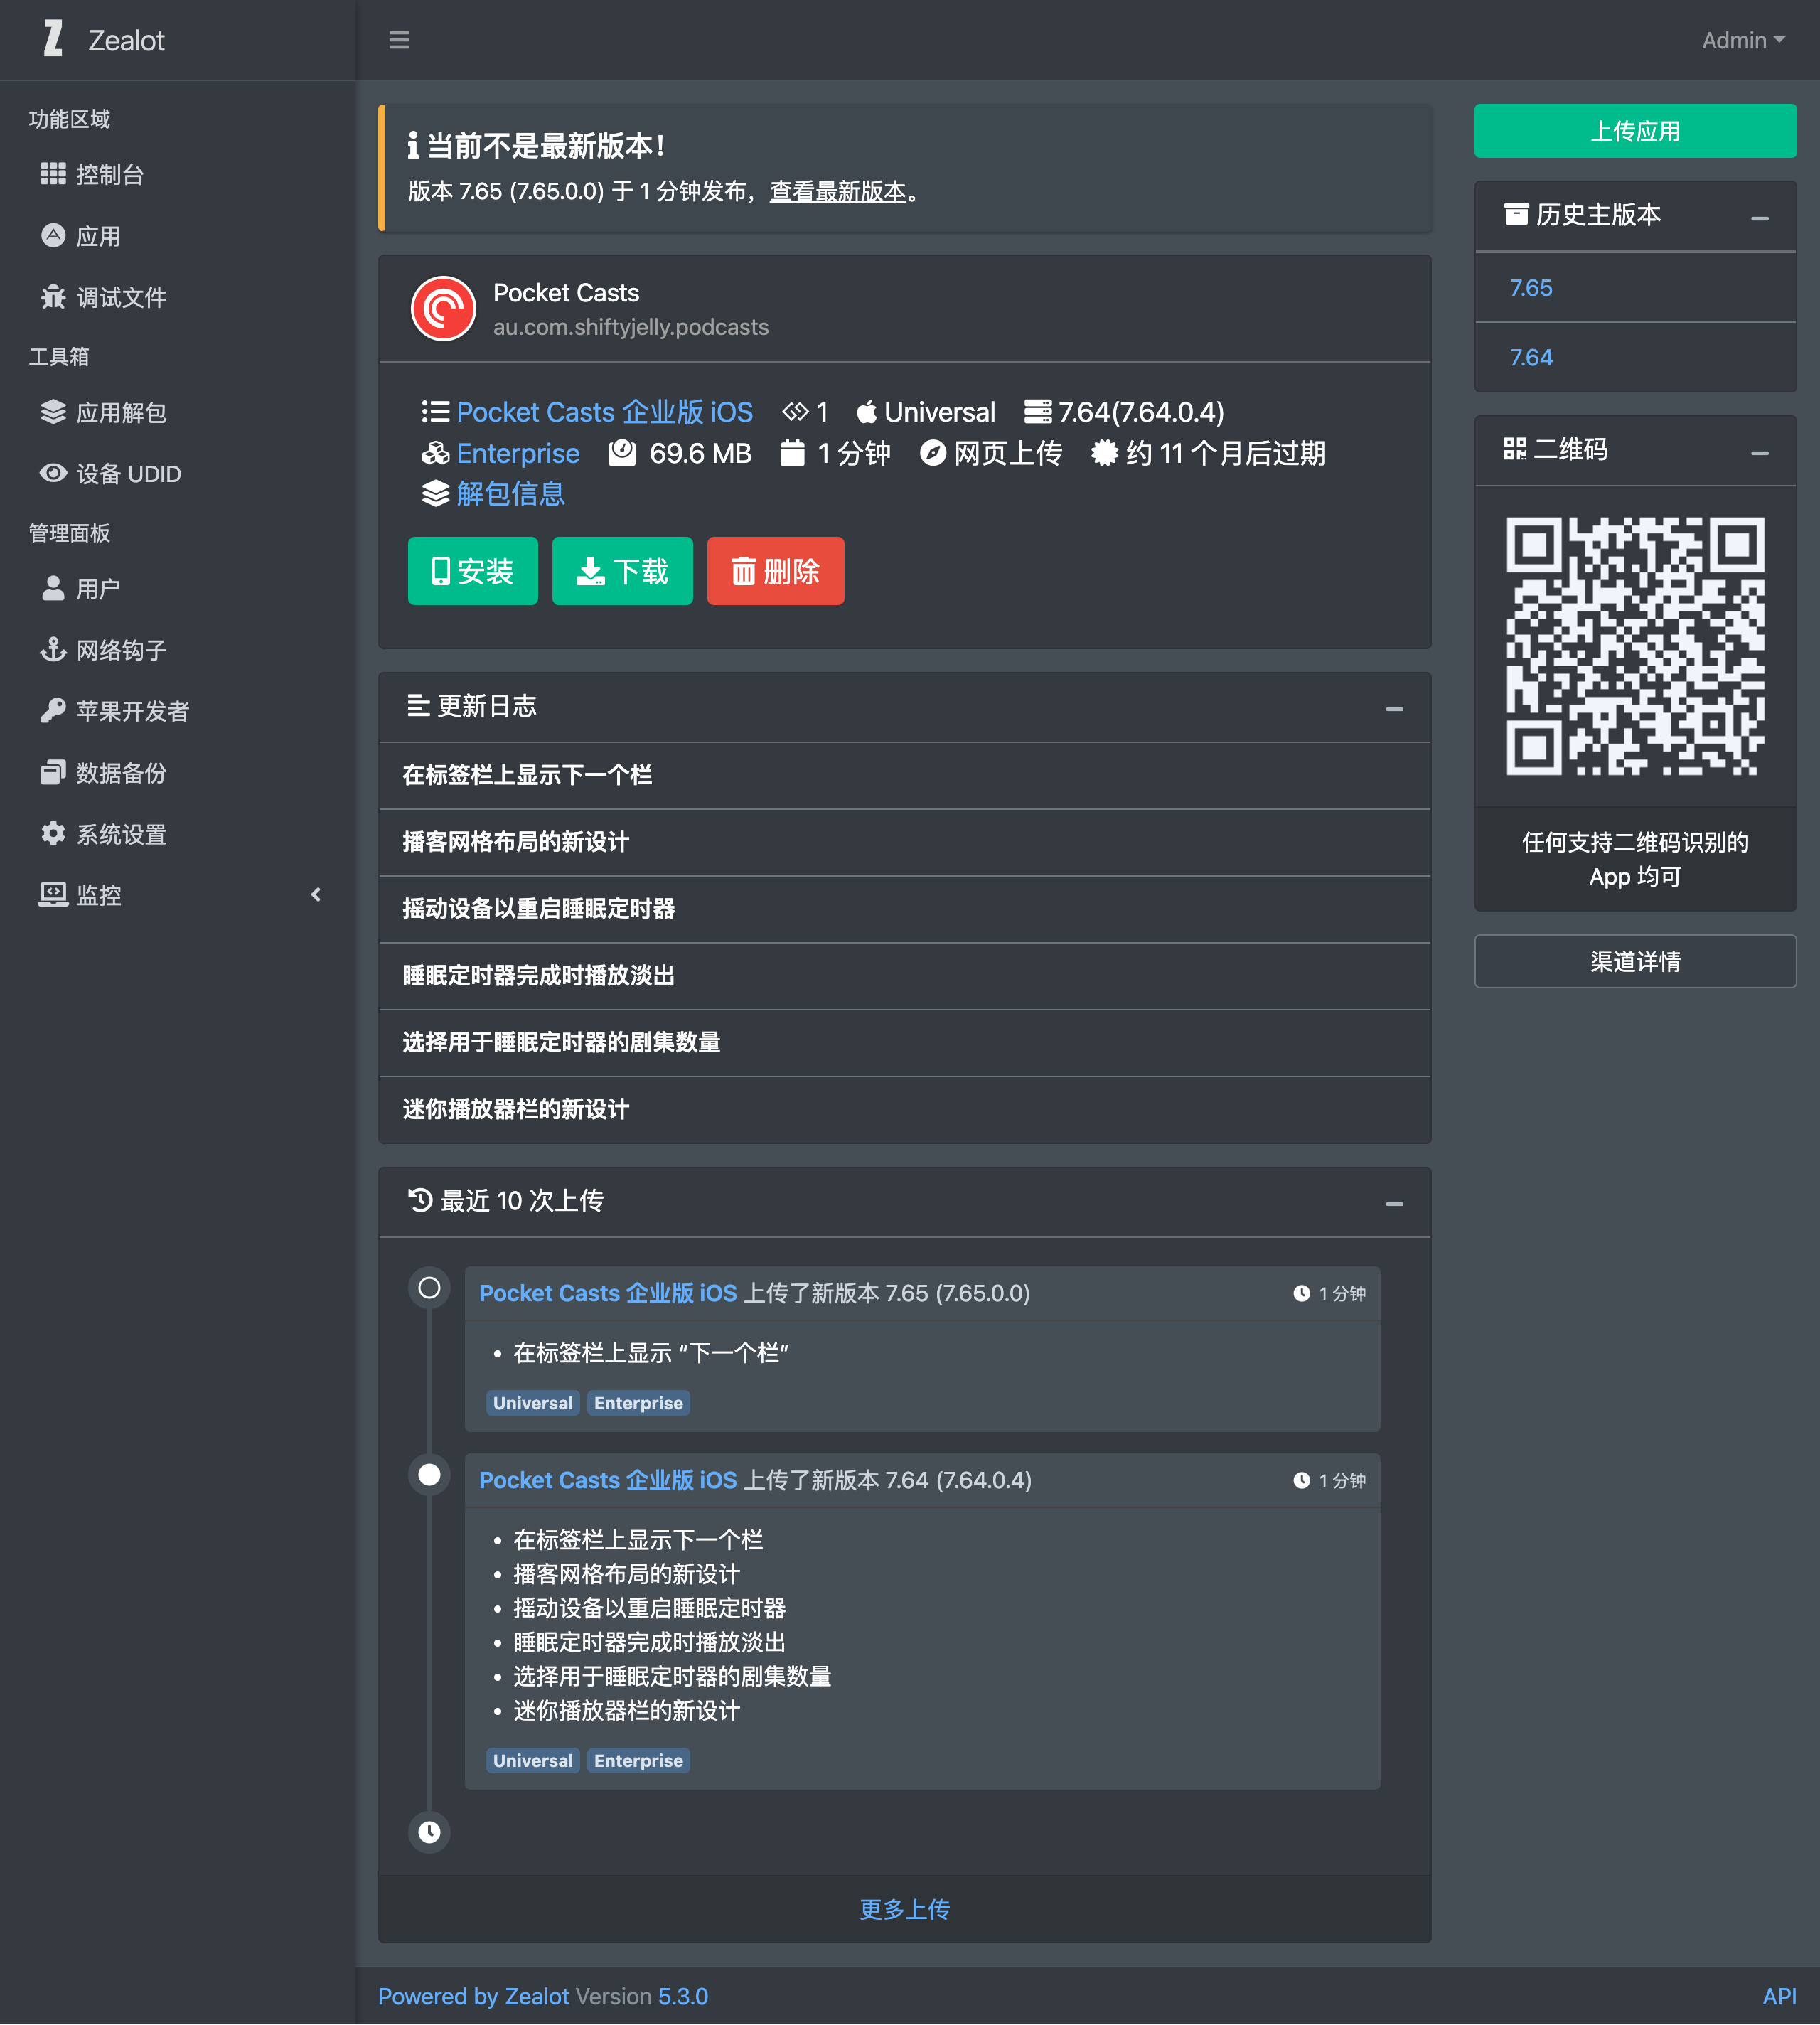 Zealot
Admin
功能区域
控制台
应用
调试文件
工具箱
应用解包
设备 UDID
管理面板
用户
网络钩子
苹果开发者
数据备份
系统设置
监控
当前不是最新版本！
版本 7.65 (7.65.0.0) 于 1 分钟发布，查看最新版本。
Pocket Casts
au.com.shiftyjelly.podcasts
Pocket Casts 企业版 iOS 1 Universal 7.64(7.64.0.4)
Enterprise 69.6 MB 1 分钟 网页上传 约 11 个月后过期
解包信息
安装 下载 删除
更新日志
在标签栏上显示下一个栏
播客网格布局的新设计
摇动设备以重启睡眠定时器
睡眠定时器完成时播放淡出
选择用于睡眠定时器的剧集数量
迷你播放器栏的新设计
最近 10 次上传
Pocket Casts 企业版 iOS 上传了新版本 7.65 (7.65.0.0) 1 分钟
• 在标签栏上显示 “下一个栏”
Universal Enterprise
Pocket Casts 企业版 iOS 上传了新版本 7.64 (7.64.0.4) 1 分钟
• 在标签栏上显示下一个栏
• 播客网格布局的新设计
• 摇动设备以重启睡眠定时器
• 睡眠定时器完成时播放淡出
• 选择用于睡眠定时器的剧集数量
• 迷你播放器栏的新设计
Universal Enterprise
更多上传
上传应用
历史主版本
7.65
7.64
二维码
任何支持二维码识别的
App 均可
渠道详情
Powered by Zealot Version 5.3.0
API